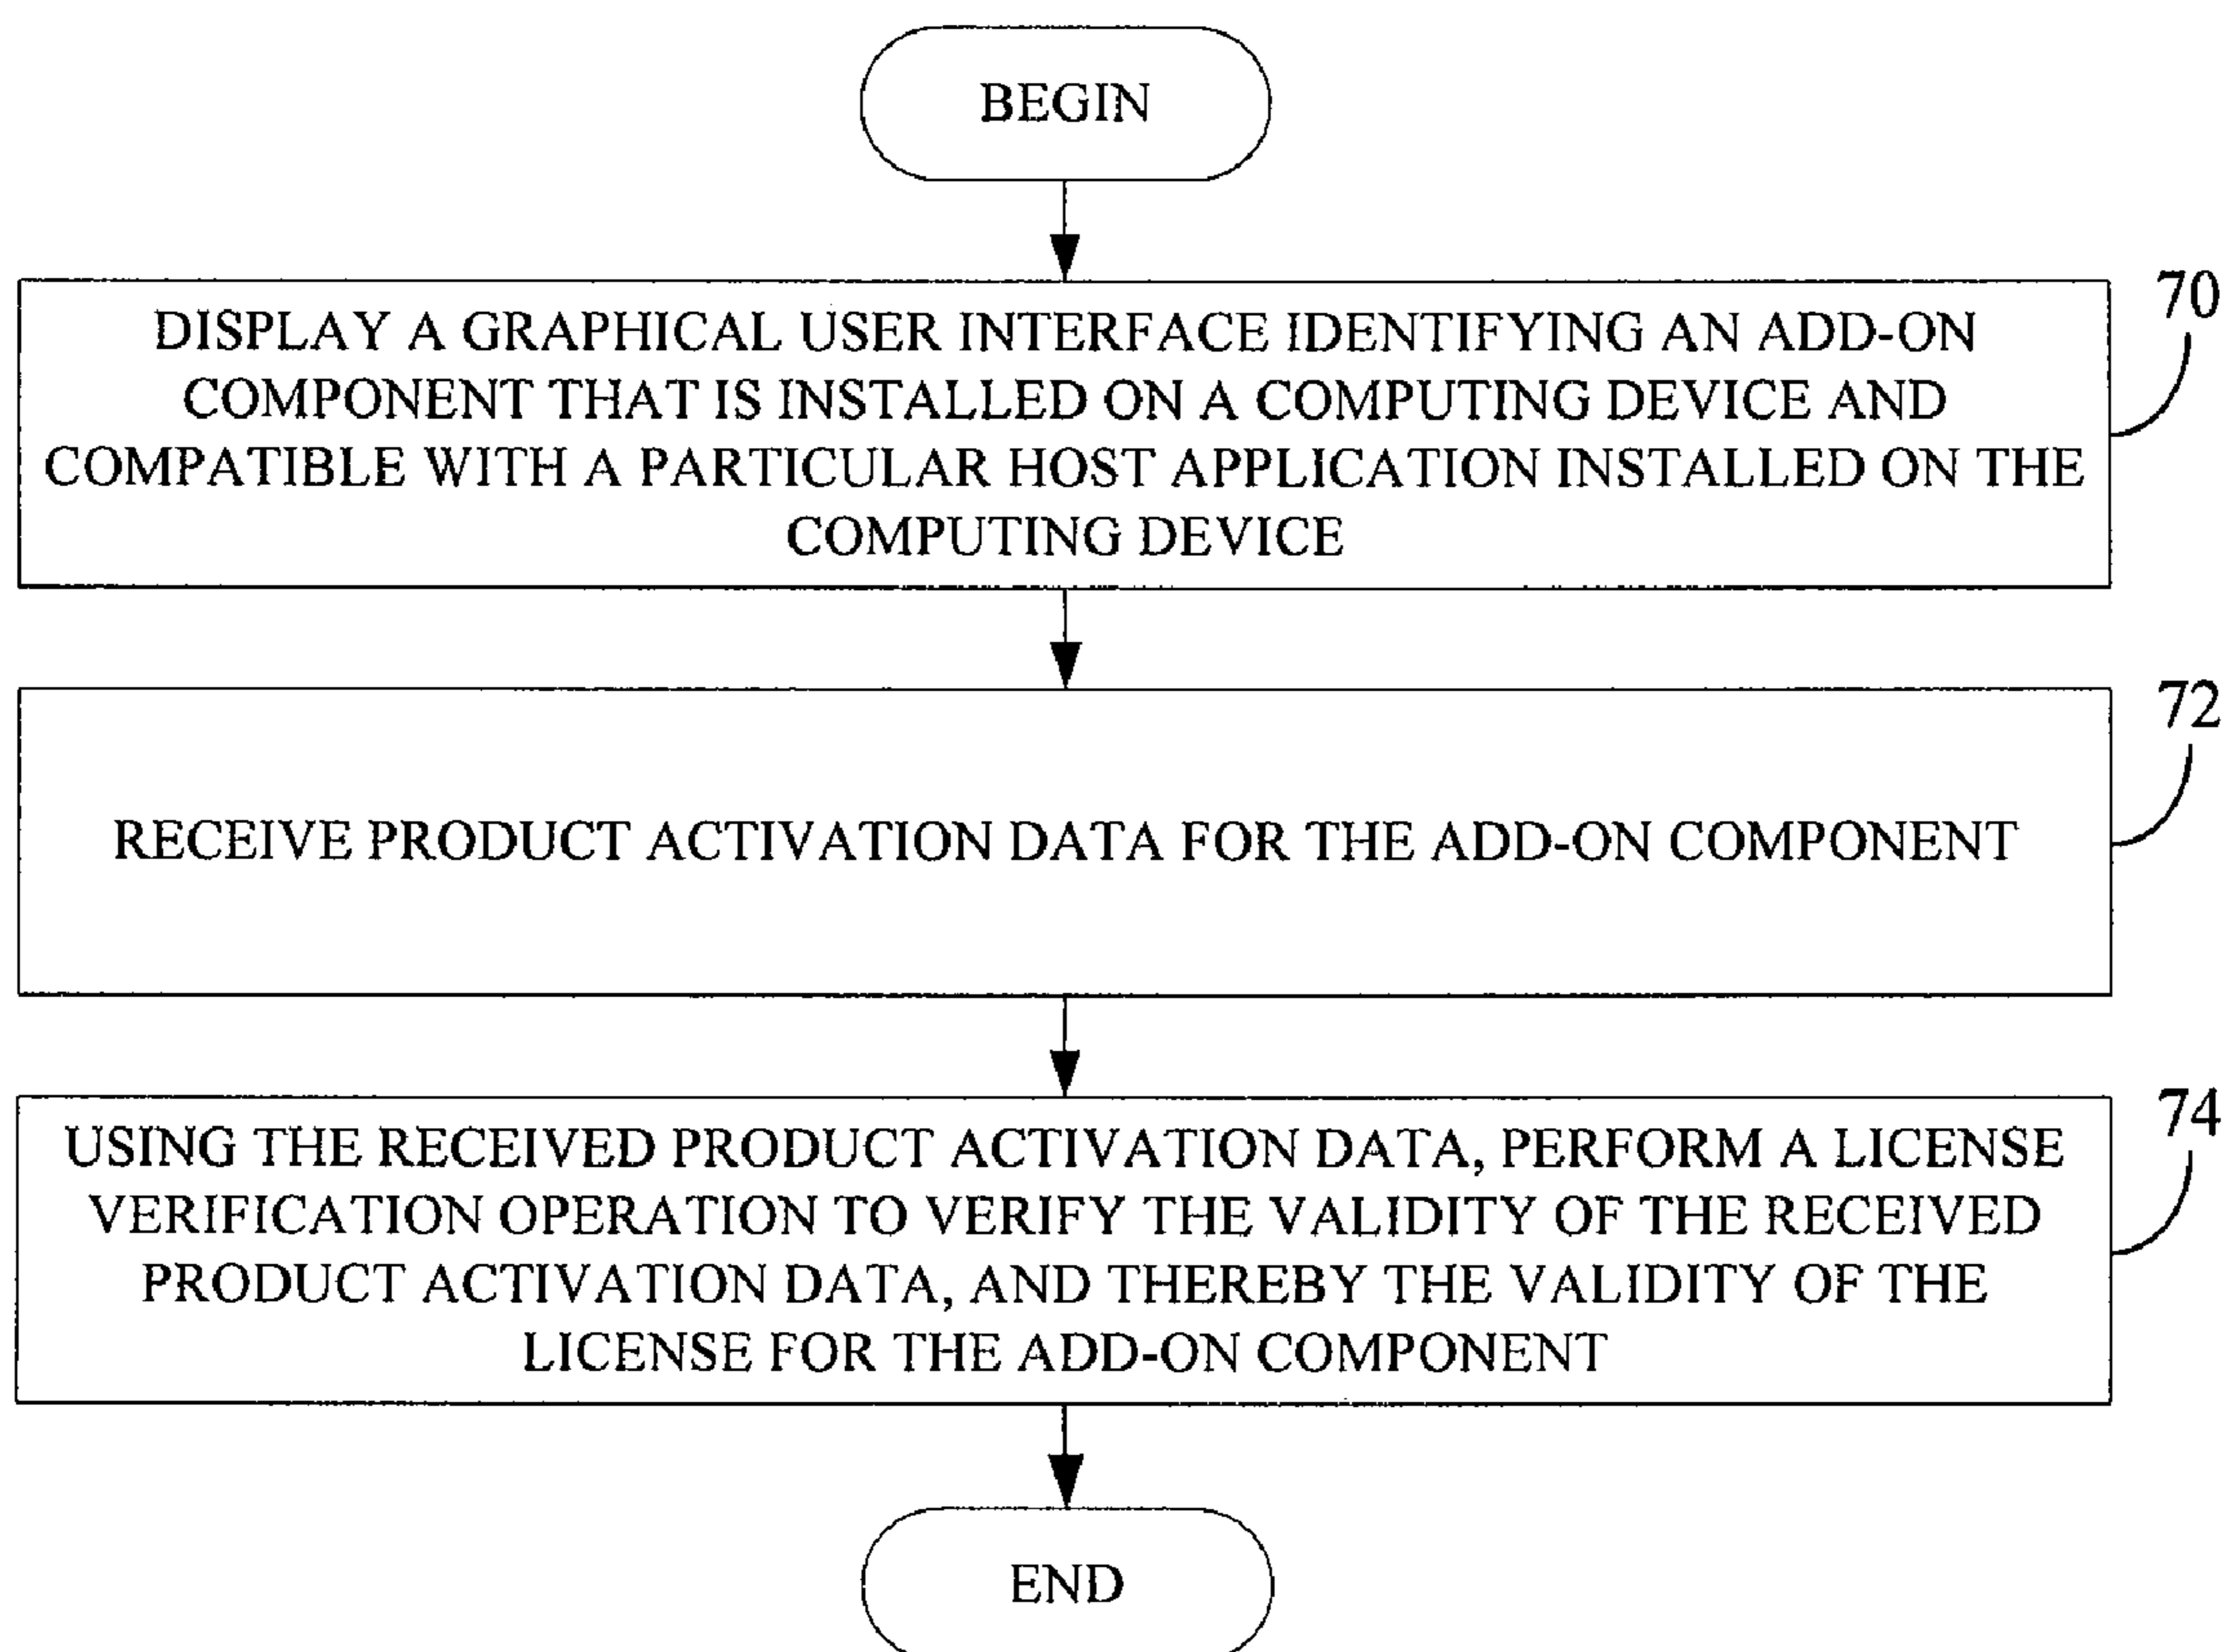 BEGIN
70
DISPLAY A GRAPHICAL USER INTERFACE IDENTIFYING AN ADD-ON
COMPONENT THAT IS INSTALLED ON A COMPUTING DEVICE AND
COMPATIBLE WITH A PARTICULAR HOST APPLICATION INSTALLED ON THE
COMPUTING DEVICE
72
RECEIVE PRODUCT ACTIVATION DATA FOR THE ADD-ON COMPONENT
74
USING THE RECEIVED PRODUCT ACTIVATION DATA, PERFORM A LICENSE
VERIFICATION OPERATION TO VERIFY THE VALIDITY OF THE RECEIVED
PRODUCT ACTIVATION DATA, AND THEREBY THE VALIDITY OF THE
LICENSE FOR THE ADD-ON COMPONENT
END